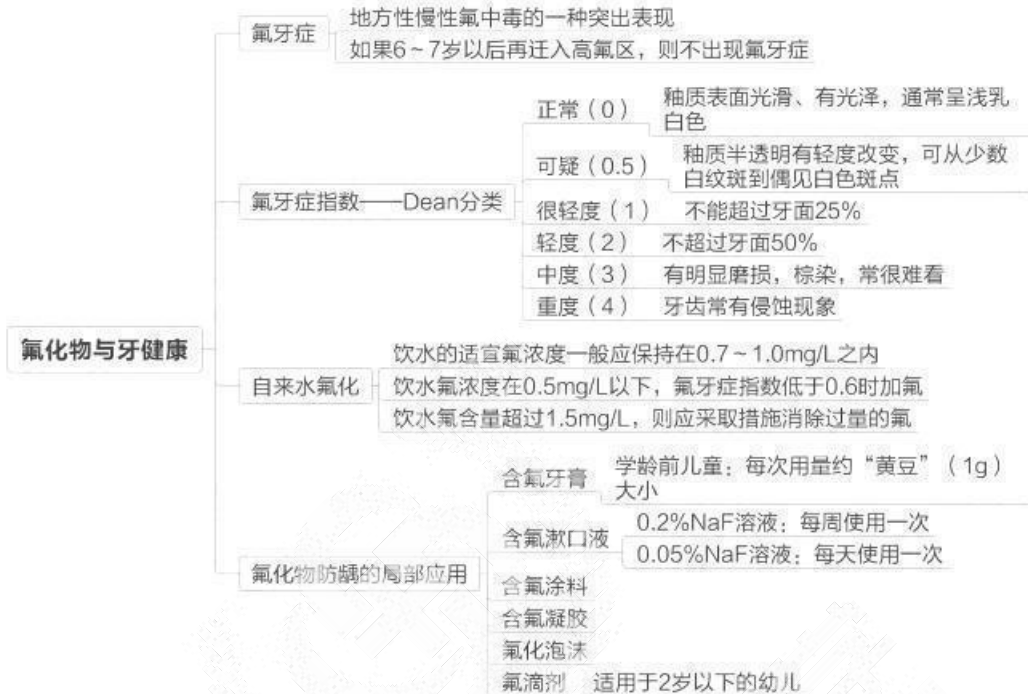 氟化物与牙健康
氟牙症
地方性慢性氟中毒的一种突出表现
如果6~7岁以后再迁入高氟区，则不出现氟牙症
氟牙症指数——Dean分类
正常（0）
釉质表面光滑、有光泽，通常呈浅乳
白色
可疑（0.5）
釉质半透明有轻度改变，可从少数
白纹斑到偶见白色斑点
很轻度（1） 不能超过牙面25%
轻度（2） 不超过牙面50%
中度（3） 有明显磨损，棕染，常很难看
重度（4） 牙齿常有侵蚀现象
自来水氟化
饮水的适宜氟浓度一般应保持在0.7~1.0mg/L之内
饮水氟浓度在0.5mg/L以下，氟牙症指数低于0.6时加氟
饮水氟含量超过1.5mg/L，则应采取措施消除过量的氟
氟化物防龋的局部应用
含氟牙膏
学龄前儿童：每次用量约“黄豆”（1g）
大小
含氟漱口液
0.2%NaF溶液：每周使用一次
0.05%NaF溶液：每天使用一次
含氟涂料
含氟凝胶
氟化泡沫
氟滴剂 适用于2岁以下的幼儿